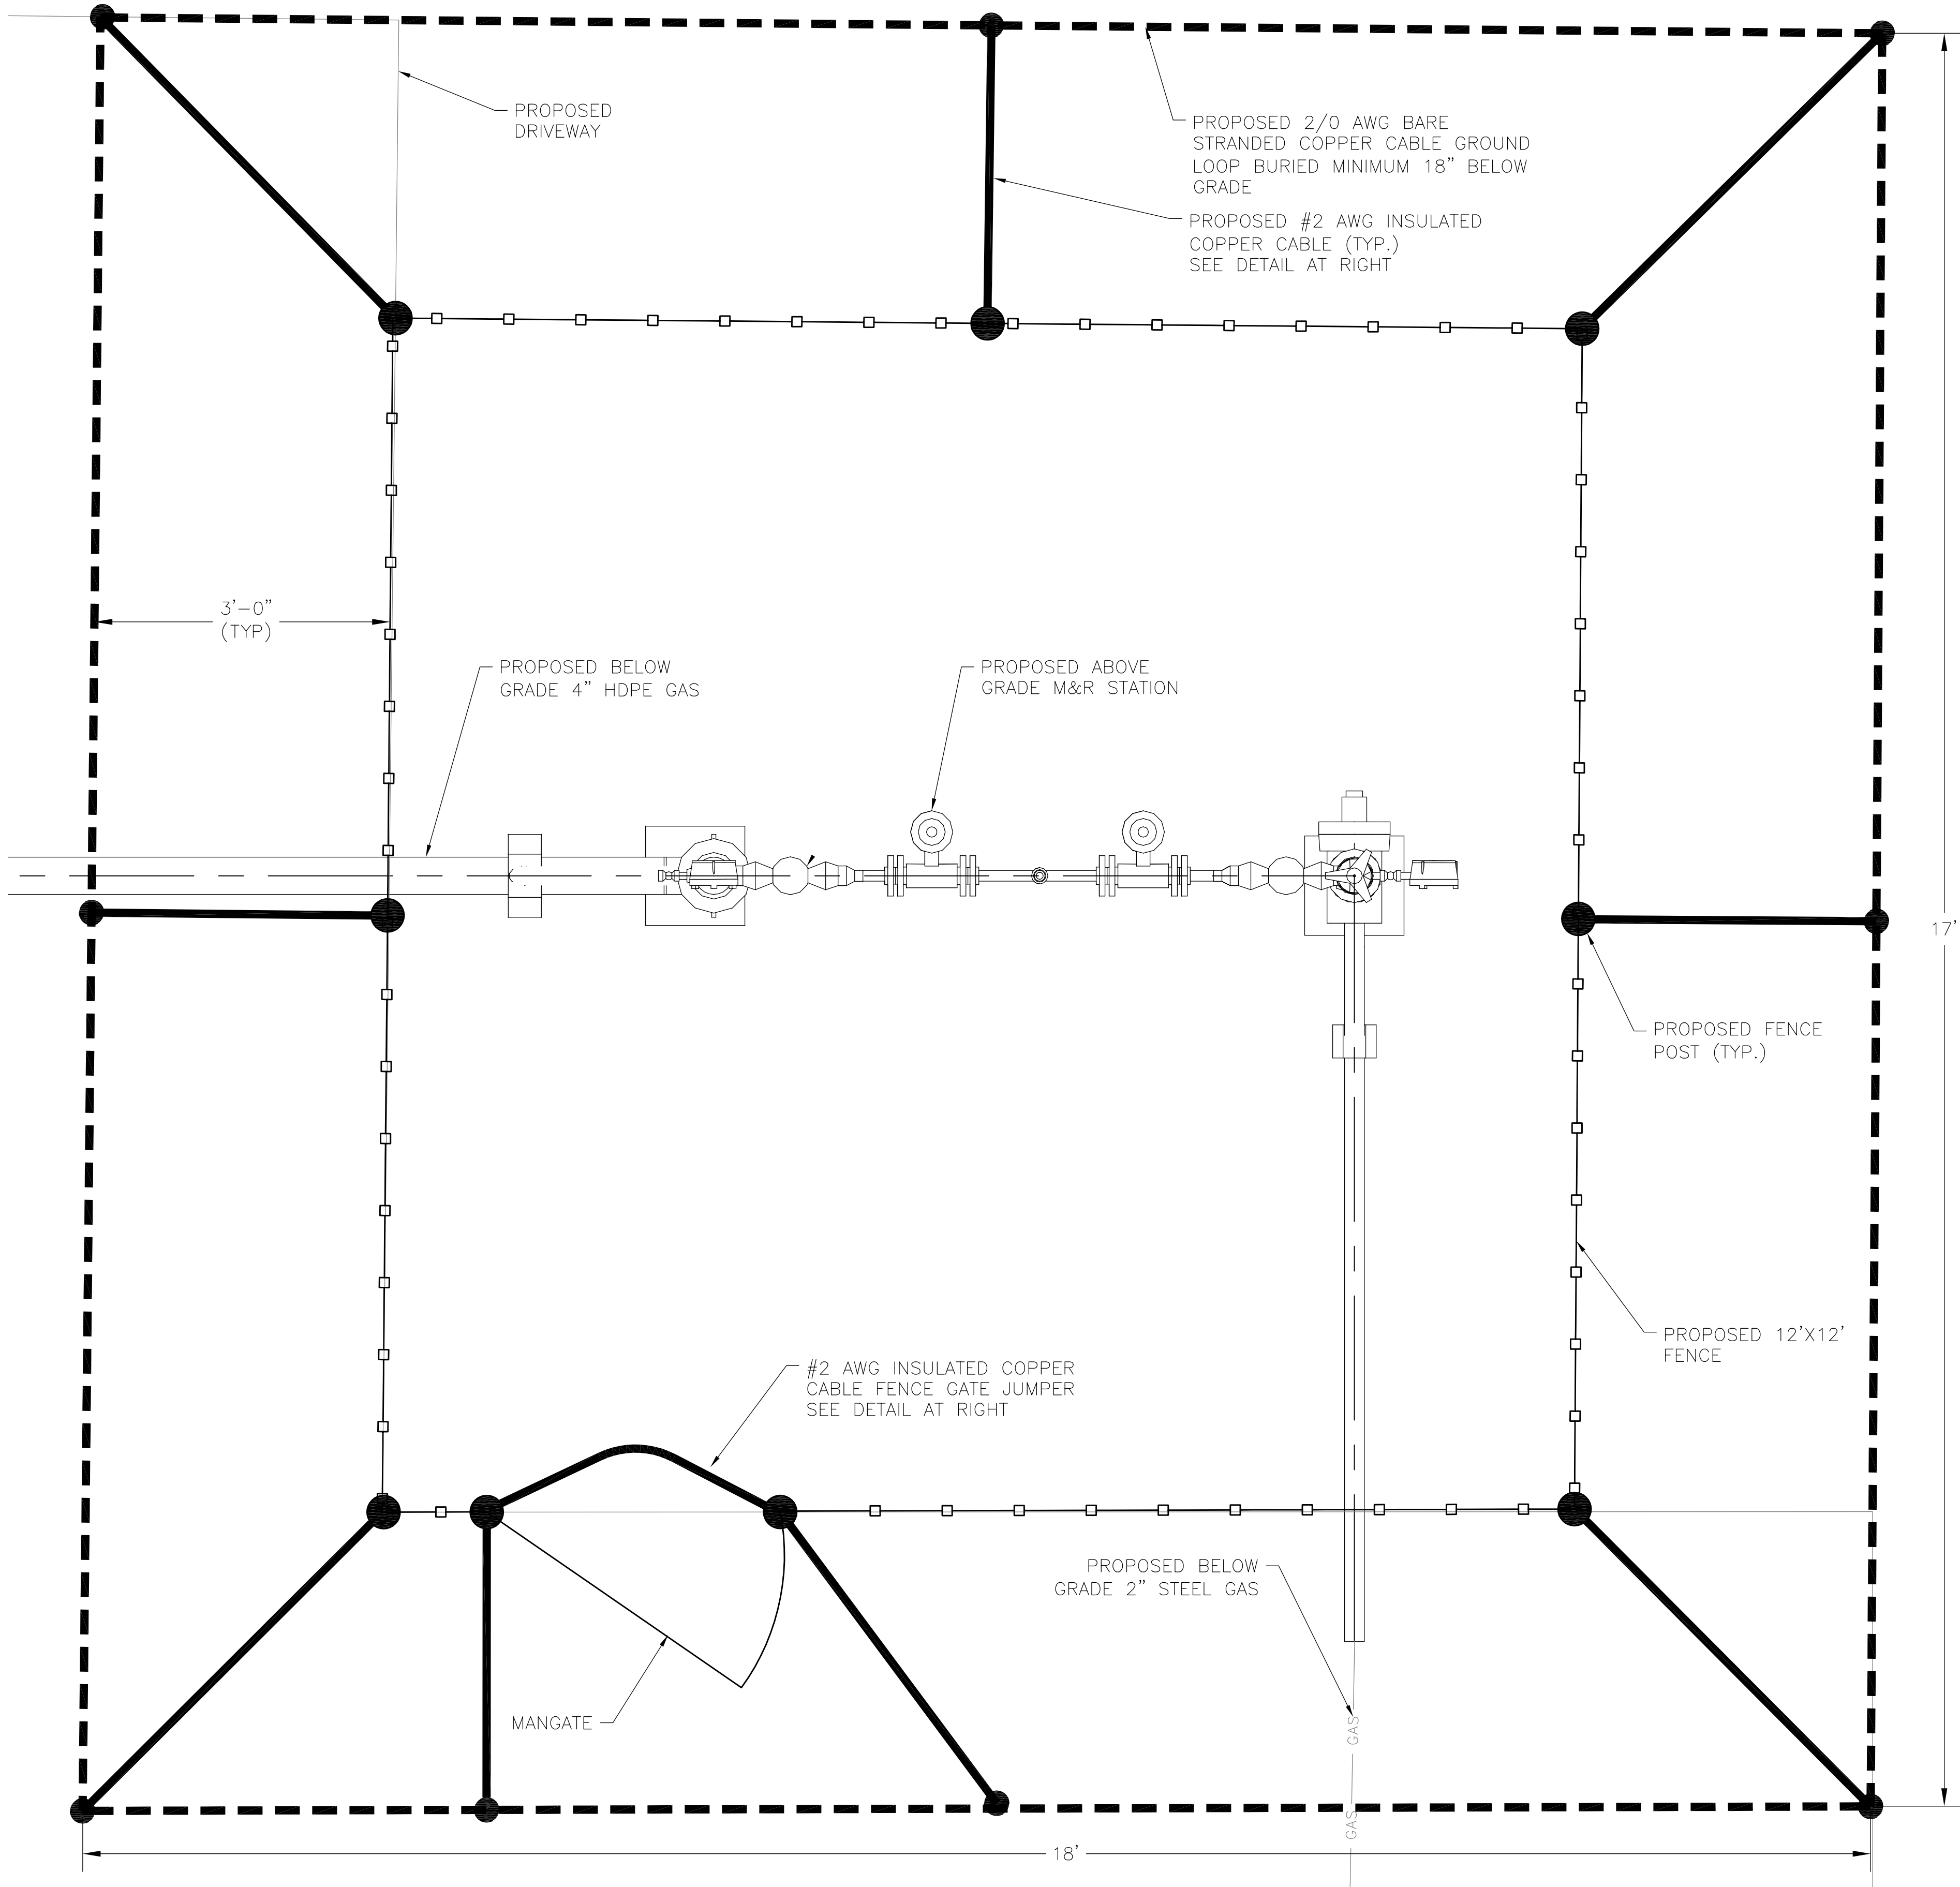 PROPOSED
DRIVEWAY
PROPOSED 2/0 AWG BARE
STRANDED COPPER CABLE GROUND
LOOP BURIED MINIMUM 18" BELOW
GRADE
PROPOSED #2 AWG INSULATED
COPPER CABLE (TYP.)
SEE DETAIL AT RIGHT
3'-0"
(TYP)
PROPOSED BELOW
GRADE 4" HDPE GAS
PROPOSED ABOVE
GRADE M&R STATION
17'
PROPOSED FENCE
POST (TYP.)
PROPOSED 12'X12'
FENCE
#2 AWG INSULATED COPPER
CABLE FENCE GATE JUMPER
SEE DETAIL AT RIGHT
PROPOSED BELOW
GRADE 2" STEEL GAS
MANGATE
GAS
GAS
18'